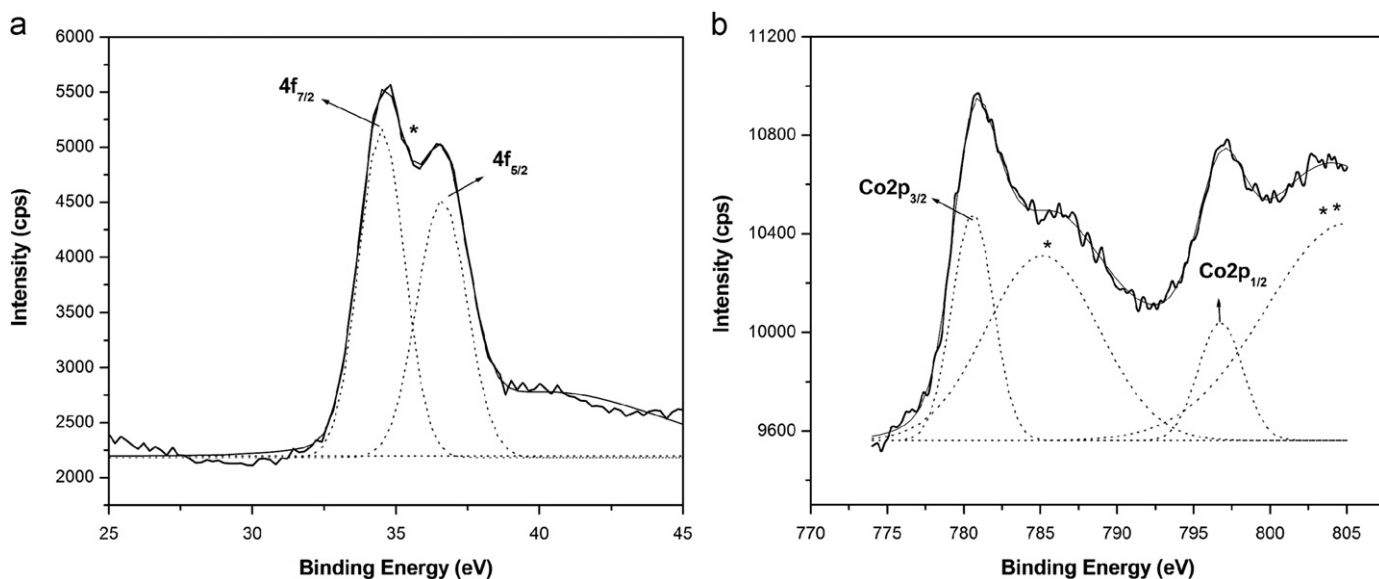 a
6000
5500
5000
4500
4000
3500
3000
2500
2000
Intensity (cps)
4f7/2
*
4f5/2
25 30 35 40 45
Binding Energy (eV)
b
11200
10800
10400
10000
9600
Intensity (cps)
Co2p3/2
*
Co2p1/2
* *
770 775 780 785 790 795 800 805
Binding Energy (eV)